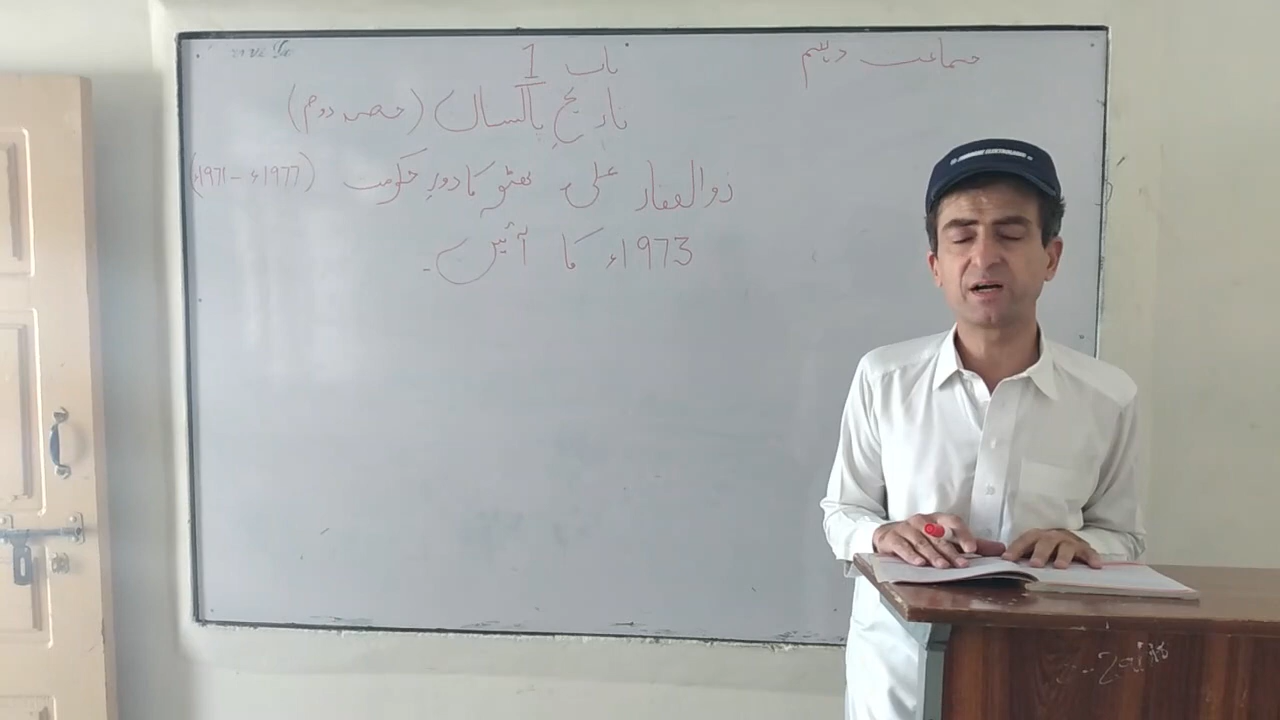 جماعت دہم
باب 1
تاریخ پاکستان (حصہ دوم)
ذوالفقار علی بھٹو کا دورِ حکومت (1971ء – 1977ء)
1973ء کا آئین۔